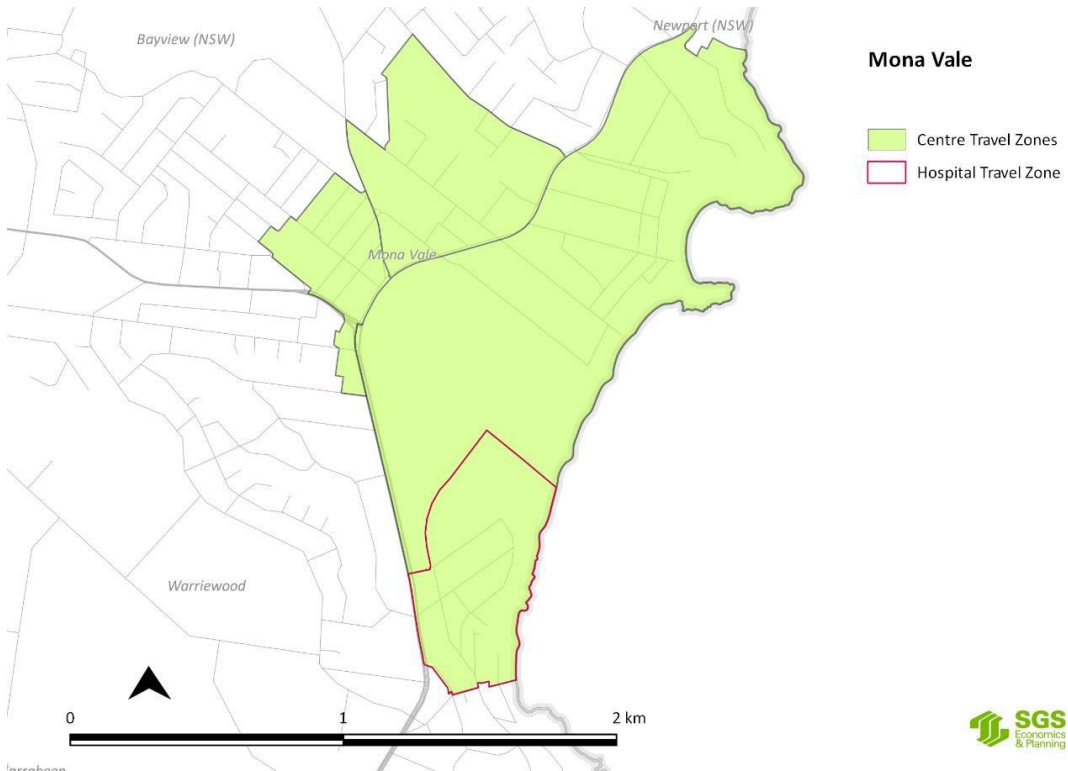 Newport (NSW)
Bayview (NSW)
Mona Vale
Centre Travel Zones
Hospital Travel Zone
Mona Vale
Warriewood
0
1
2 km
SGS
Economics
& Planning